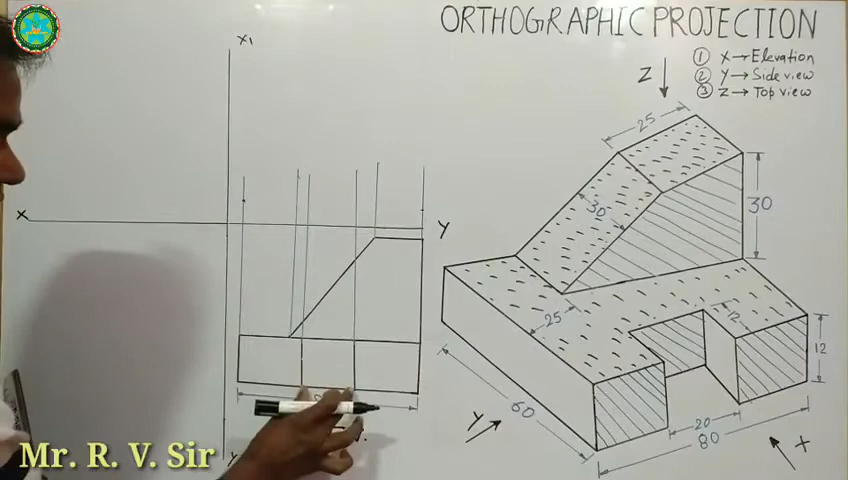 ORTHOGRAPHIC PROJECTION
① X→Elevation
② Y→Side view
③ Z→Top view
Z
X1
25
30
30
X
Y
25
12
12
60
20
80
Y
X
Mr. R. V. Sir